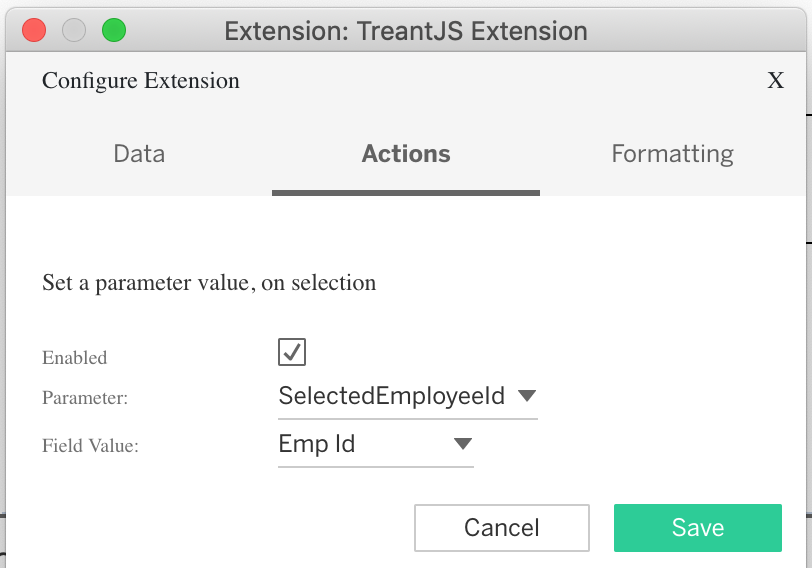 Extension: TreantJS Extension
Configure Extension X
Data Actions Formatting
Set a parameter value, on selection
Enabled
Parameter: SelectedEmployeeId
Field Value: Emp Id
Cancel Save